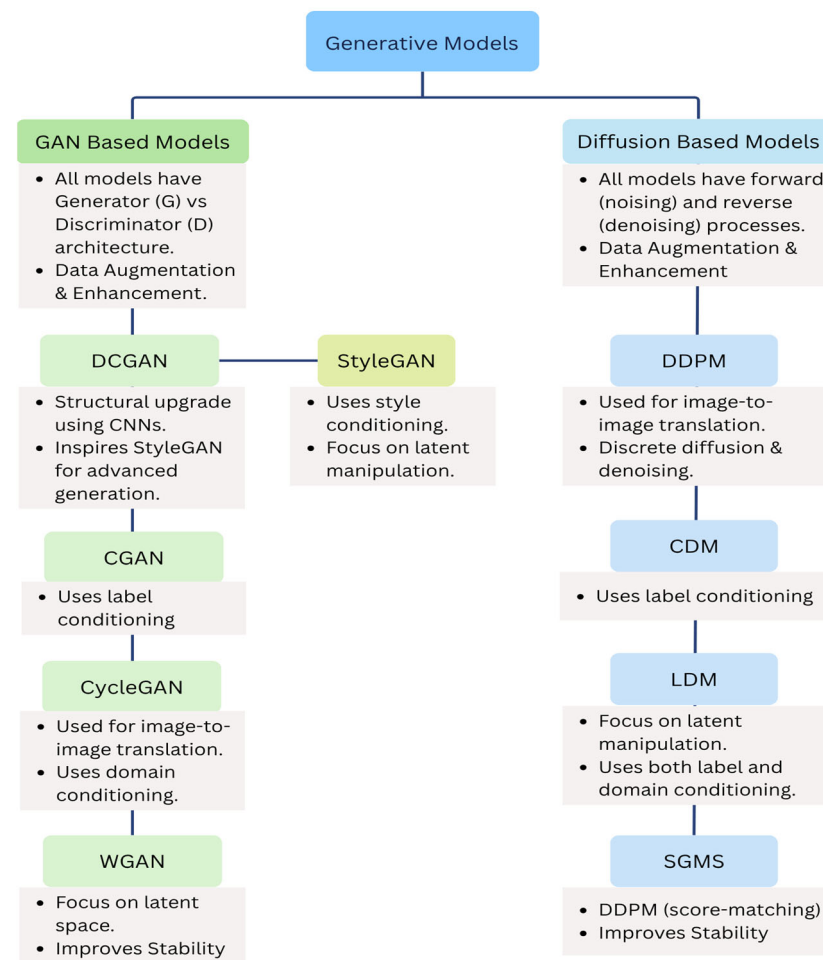 Generative Models
GAN Based Models
• All models have
Generator (G) vs
Discriminator (D)
architecture.
• Data Augmentation
& Enhancement.
DCGAN
• Structural upgrade
using CNNs.
• Inspires StyleGAN
for advanced
generation.
StyleGAN
• Uses style
conditioning.
• Focus on latent
manipulation.
CGAN
• Uses label
conditioning
CycleGAN
• Used for image-to-
image translation.
• Uses domain
conditioning.
WGAN
• Focus on latent
space.
• Improves Stability
Diffusion Based Models
• All models have forward
(noising) and reverse
(denoising) processes.
• Data Augmentation &
Enhancement
DDPM
• Used for image-to-
image translation.
• Discrete diffusion &
denoising.
CDM
• Uses label conditioning
LDM
• Focus on latent
manipulation.
• Uses both label and
domain conditioning.
SGMS
• DDPM (score-matching)
• Improves Stability